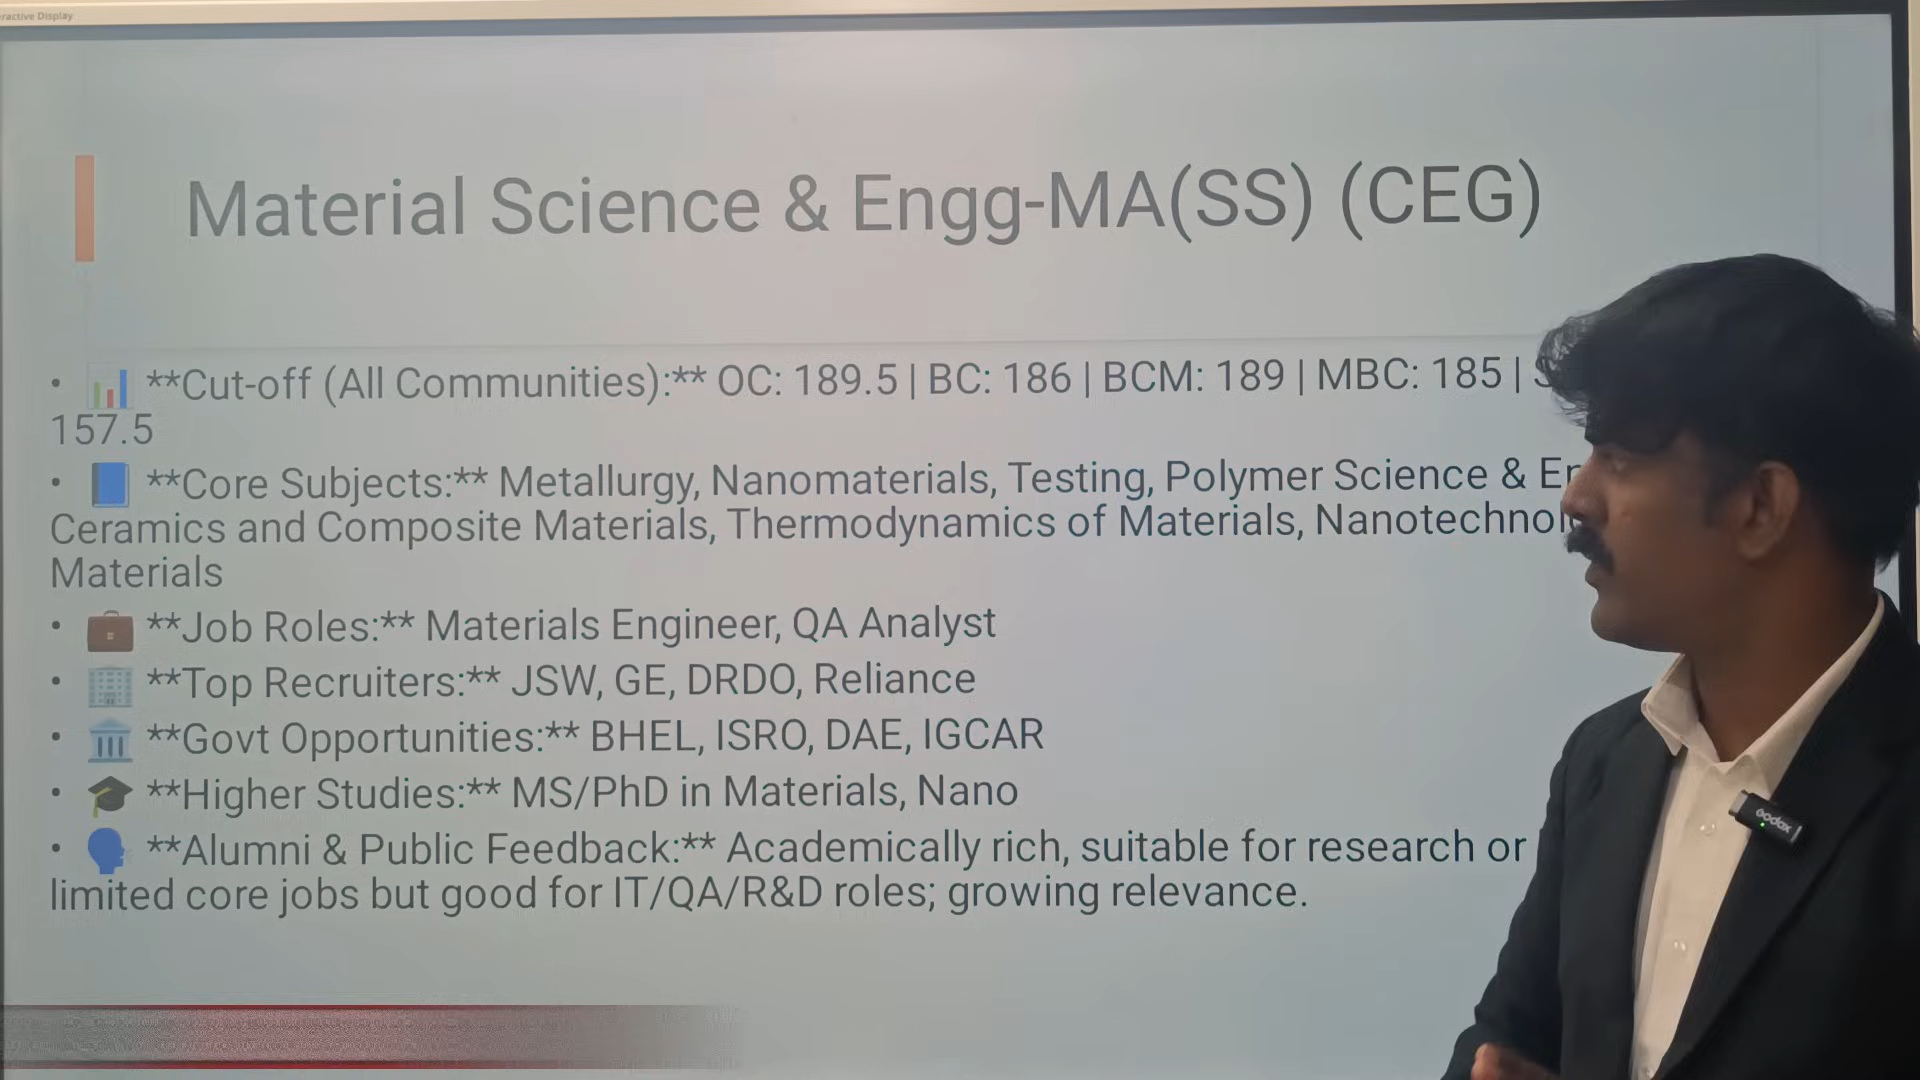 ractive Display
Material Science & Engg-MA(SS) (CEG)
• **Cut-off (All Communities):** OC: 189.5 | BC: 186 | BCM: 189 | MBC: 185 |
157.5
• **Core Subjects:** Metallurgy, Nanomaterials, Testing, Polymer Science &
Ceramics and Composite Materials, Thermodynamics of Materials,
Materials
• **Job Roles:** Materials Engineer, QA Analyst
• **Top Recruiters:** JSW, GE, DRDO, Reliance
• **Govt Opportunities:** BHEL, ISRO, DAE, IGCAR
• **Higher Studies:** MS/PhD in Materials, Nano
• **Alumni & Public Feedback:** Academically rich, suitable for research or
limited core jobs but good for IT/QA/R&D roles; growing relevance.
Godox